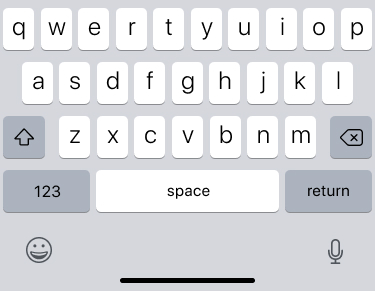 q w e r t y u i o p
a s d f g h j k l
z x c v b n m
123 space return